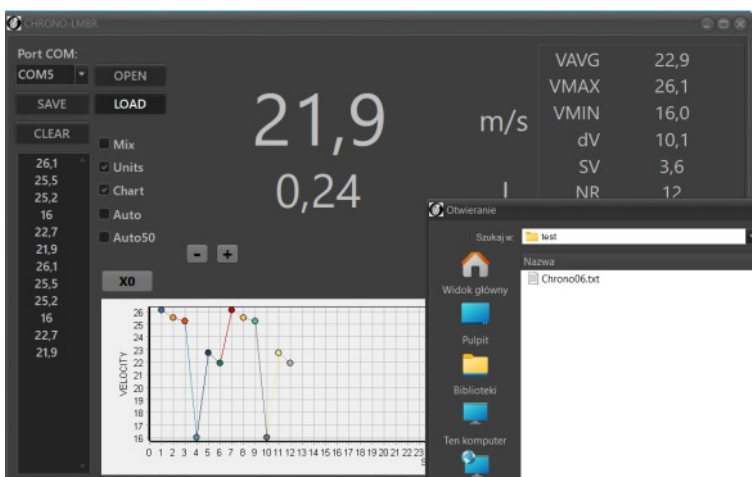 CHRONO-LMBR
Port COM:
COM5
OPEN
SAVE
LOAD
CLEAR
26,1
25,5
25,2
16
22,7
21,9
26,1
25,5
25,2
16
22,7
21,9
Mix
Units
Chart
Auto
Auto50
- +
X0
21,9 m/s
0,24
VAVG 22,9
VMAX 26,1
VMIN 16,0
dV 10,1
SV 3,6
NR 12
VELOCITY
26
25
24
23
22
21
20
19
18
17
16
0 1 2 3 4 5 6 7 8 9 10 11 12 13 14 15 16 17 18 19 20 21 22 23
Otwieranie
Szukaj w: test
Nazwa
Chrono06.txt
Widok główny
Pulpit
Biblioteki
Ten komputer